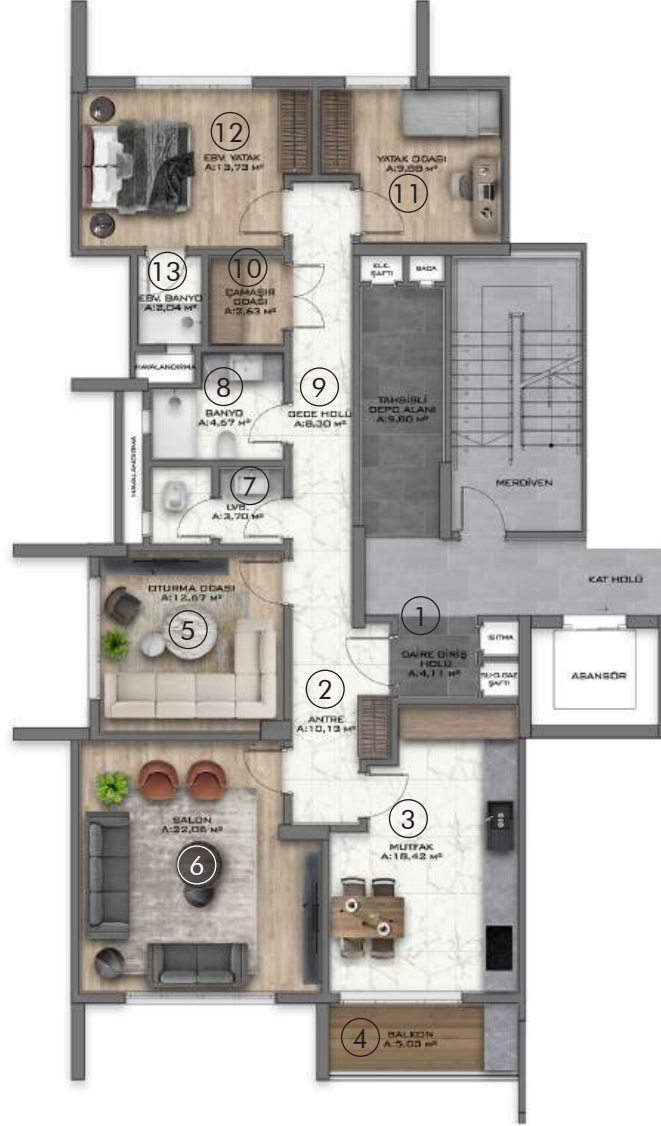 12
EBV. YATAK
A:13,73 M²
YATAK ODASI
A:9,88 M²
11
13
EBV. BANYO
A:2,04 M²
10
ÇAMAŞIR
ODASI
A:2,63 M²
ELK.
ŞAFTI
BACA
HAVALANDIRMA
8
BANYO
A:4,67 M²
9
GECE HOLÜ
A:8,30 M²
TAHSİSLİ
DEPO ALANI
A:9,80 M²
MERDİVEN
HAVALANDIRMA
7
LVB.
A:3,70 M²
KAT HOLÜ
OTURMA ODASI
A:12,67 M²
5
1
DAİRE GİRİŞ
HOLÜ
A:4,11 M²
ISITMA
ŞAFTI
ASANSÖR
2
ANTRE
A:10,13 M²
3
MUTFAK
A:18,42 M²
SALON
A:22,06 M²
6
4
BALKON
A:5,03 M²